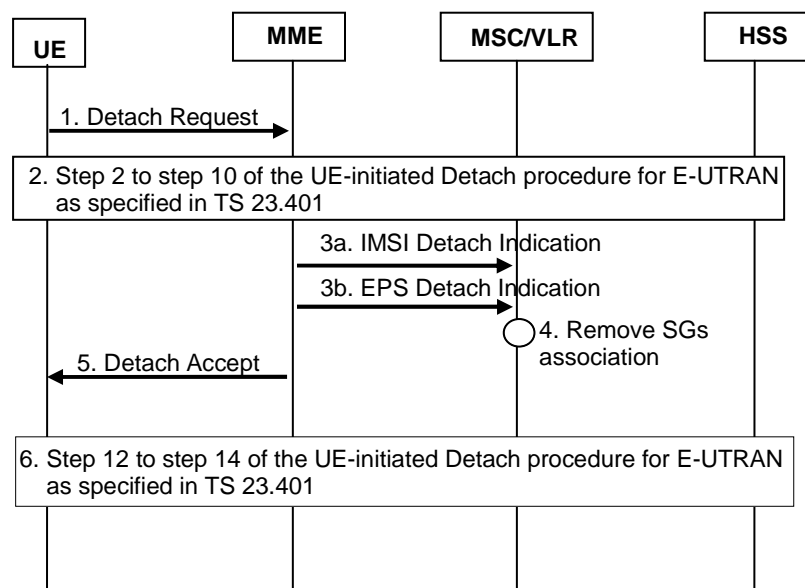 UE
MME
MSC/VLR
HSS
1. Detach Request
2. Step 2 to step 10 of the UE-initiated Detach procedure for E-UTRAN
as specified in TS 23.401
3a. IMSI Detach Indication
3b. EPS Detach Indication
4. Remove SGs
association
5. Detach Accept
6. Step 12 to step 14 of the UE-initiated Detach procedure for E-UTRAN
as specified in TS 23.401